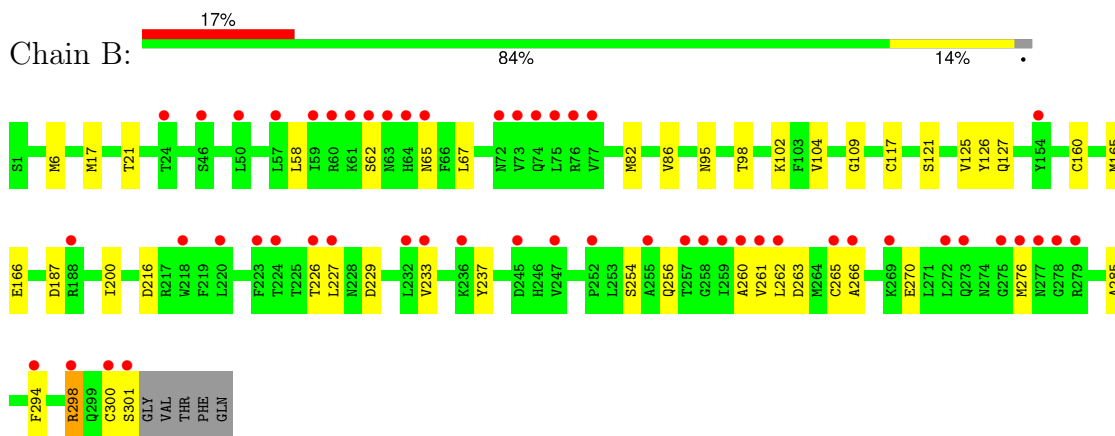 17%
Chain B:
84% 14% •
S1 M6 M17 T21 T24 S46 L50 L57 L58 I59 R60 K61 S62 N63 H64 N65 F66 L67 N72 V73 Q74 L75 R76 V77 M82 V86 N95 T98 K102 F103 V104 G109 C117 S121 V125 Y126 Q127 Y154 C160 M165
E166 D187 R188 I200 D216 R217 W218 F219 L220 F223 T224 T225 T226 L227 N228 D229 L232 V233 K236 Y237 D245 H246 V247 P252 L253 S254 A255 Q256 T257 G258 I259 A260 V261 L262 D263 M264 C265 A266 K269 E270 L271 L272 Q273 N274 G275 M276 N277 G278 R279 A285
F294 R298 Q299 C300 S301 GLY VAL THR PHE GLN